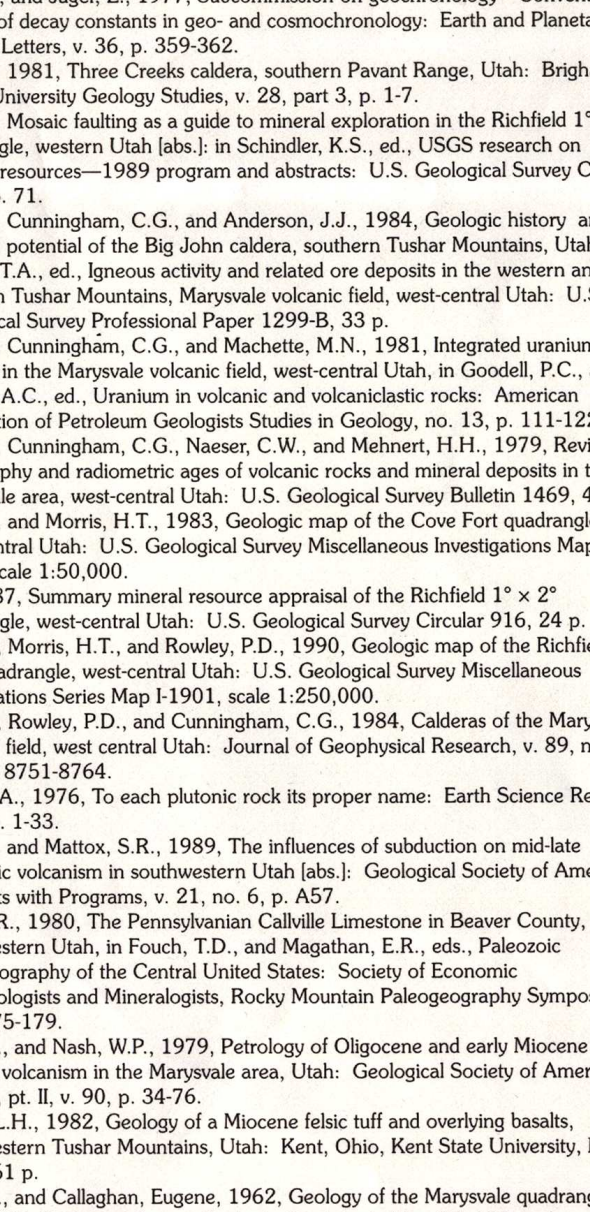 , and Jäger, E., 1977, Subcommission on geochronology—Conven
of decay constants in geo- and cosmochronology: Earth and Planeta
Letters, v. 36, p. 359-362.
1981, Three Creeks caldera, southern Pavant Range, Utah: Brigh
University Geology Studies, v. 28, part 3, p. 1-7.
Mosaic faulting as a guide to mineral exploration in the Richfield 1°
gle, western Utah [abs.]: in Schindler, K.S., ed., USGS research on
resources—1989 program and abstracts: U.S. Geological Survey C
. 71.
Cunningham, C.G., and Anderson, J.J., 1984, Geologic history a
potential of the Big John caldera, southern Tushar Mountains, Utah
T.A., ed., Igneous activity and related ore deposits in the western an
n Tushar Mountains, Marysvale volcanic field, west-central Utah: U.S
cal Survey Professional Paper 1299-B, 33 p.
Cunningham, C.G., and Machette, M.N., 1981, Integrated uranium
in the Marysvale volcanic field, west-central Utah, in Goodell, P.C.,
A.C., ed., Uranium in volcanic and volcaniclastic rocks: American
tion of Petroleum Geologists Studies in Geology, no. 13, p. 111-122
Cunningham, C.G., Naeser, C.W., and Mehnert, H.H., 1979, Revi
phy and radiometric ages of volcanic rocks and mineral deposits in t
le area, west-central Utah: U.S. Geological Survey Bulletin 1469, 4
, and Morris, H.T., 1983, Geologic map of the Cove Fort quadrangl
ntral Utah: U.S. Geological Survey Miscellaneous Investigations Map
cale 1:50,000.
87, Summary mineral resource appraisal of the Richfield 1° × 2°
gle, west-central Utah: U.S. Geological Survey Circular 916, 24 p.
, Morris, H.T., and Rowley, P.D., 1990, Geologic map of the Richfie
adrangle, west-central Utah: U.S. Geological Survey Miscellaneous
ations Series Map I-1901, scale 1:250,000.
, Rowley, P.D., and Cunningham, C.G., 1984, Calderas of the Mary
field, west central Utah: Journal of Geophysical Research, v. 89, n
8751-8764.
A., 1976, To each plutonic rock its proper name: Earth Science Re
. 1-33.
and Mattox, S.R., 1989, The influences of subduction on mid-late
ic volcanism in southwestern Utah [abs.]: Geological Society of Ame
ts with Programs, v. 21, no. 6, p. A57.
R., 1980, The Pennsylvanian Callville Limestone in Beaver County,
estern Utah, in Fouch, T.D., and Magathan, E.R., eds., Paleozoic
ography of the Central United States: Society of Economic
ologists and Mineralogists, Rocky Mountain Paleogeography Sympos
75-179.
., and Nash, W.P., 1979, Petrology of Oligocene and early Miocene
volcanism in the Marysvale area, Utah: Geological Society of Amer
, pt. II, v. 90, p. 34-76.
L.H., 1982, Geology of a Miocene felsic tuff and overlying basalts,
estern Tushar Mountains, Utah: Kent, Ohio, Kent State University,
61 p.
., and Callaghan, Eugene, 1962, Geology of the Marysvale quadrang